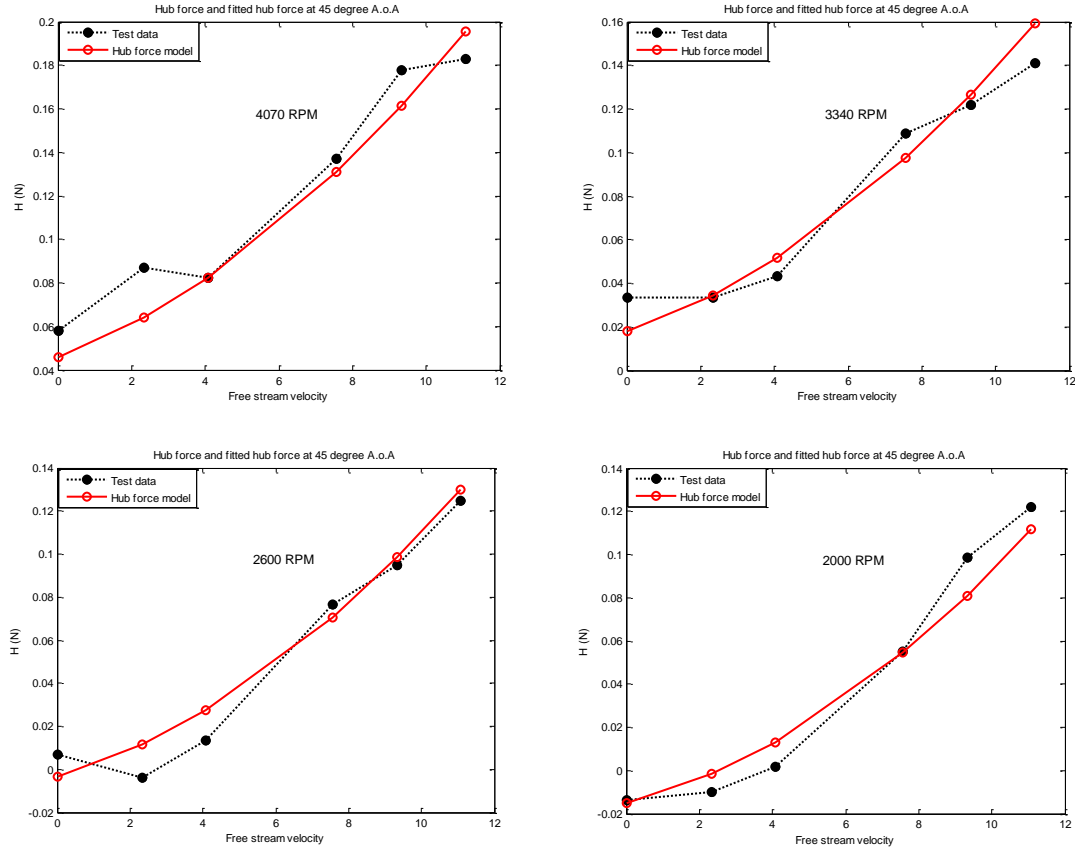 Hub force and fitted hub force at 45 degree A.o.A
0.2
0.18
0.16
0.14
0.12
0.1
0.08
0.06
0.04
H (N)
Test data
Hub force model
4070 RPM
0 2 4 6 8 10 12
Free stream velocity
Hub force and fitted hub force at 45 degree A.o.A
0.16
0.14
0.12
0.1
0.08
0.06
0.04
0.02
0
H (N)
Test data
Hub force model
3340 RPM
0 2 4 6 8 10 12
Free stream velocity
Hub force and fitted hub force at 45 degree A.o.A
0.14
0.12
0.1
0.08
0.06
0.04
0.02
0
-0.02
H (N)
Test data
Hub force model
2600 RPM
0 2 4 6 8 10 12
Free stream velocity
Hub force and fitted hub force at 45 degree A.o.A
0.14
0.12
0.1
0.08
0.06
0.04
0.02
0
-0.02
H (N)
Test data
Hub force model
2000 RPM
0 2 4 6 8 10 12
Free stream velocity